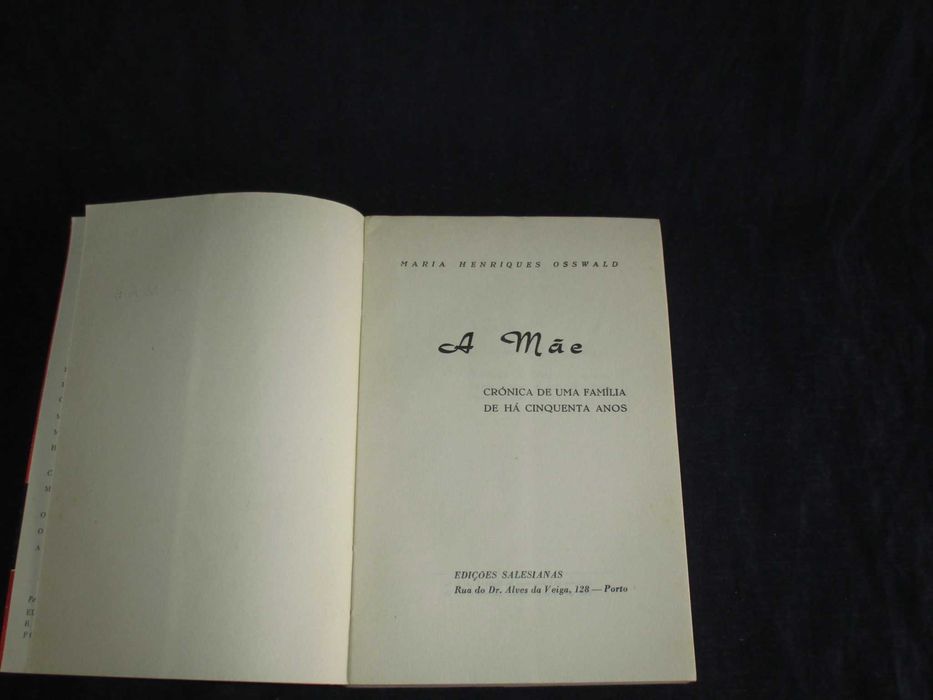 MARIA HENRIQUES OSSWALD
A Mãe
CRÓNICA DE UMA FAMÍLIA
DE HÁ CINQUENTA ANOS
EDIÇÕES SALESIANAS
Rua do Dr. Alves da Veiga, 128 — Porto